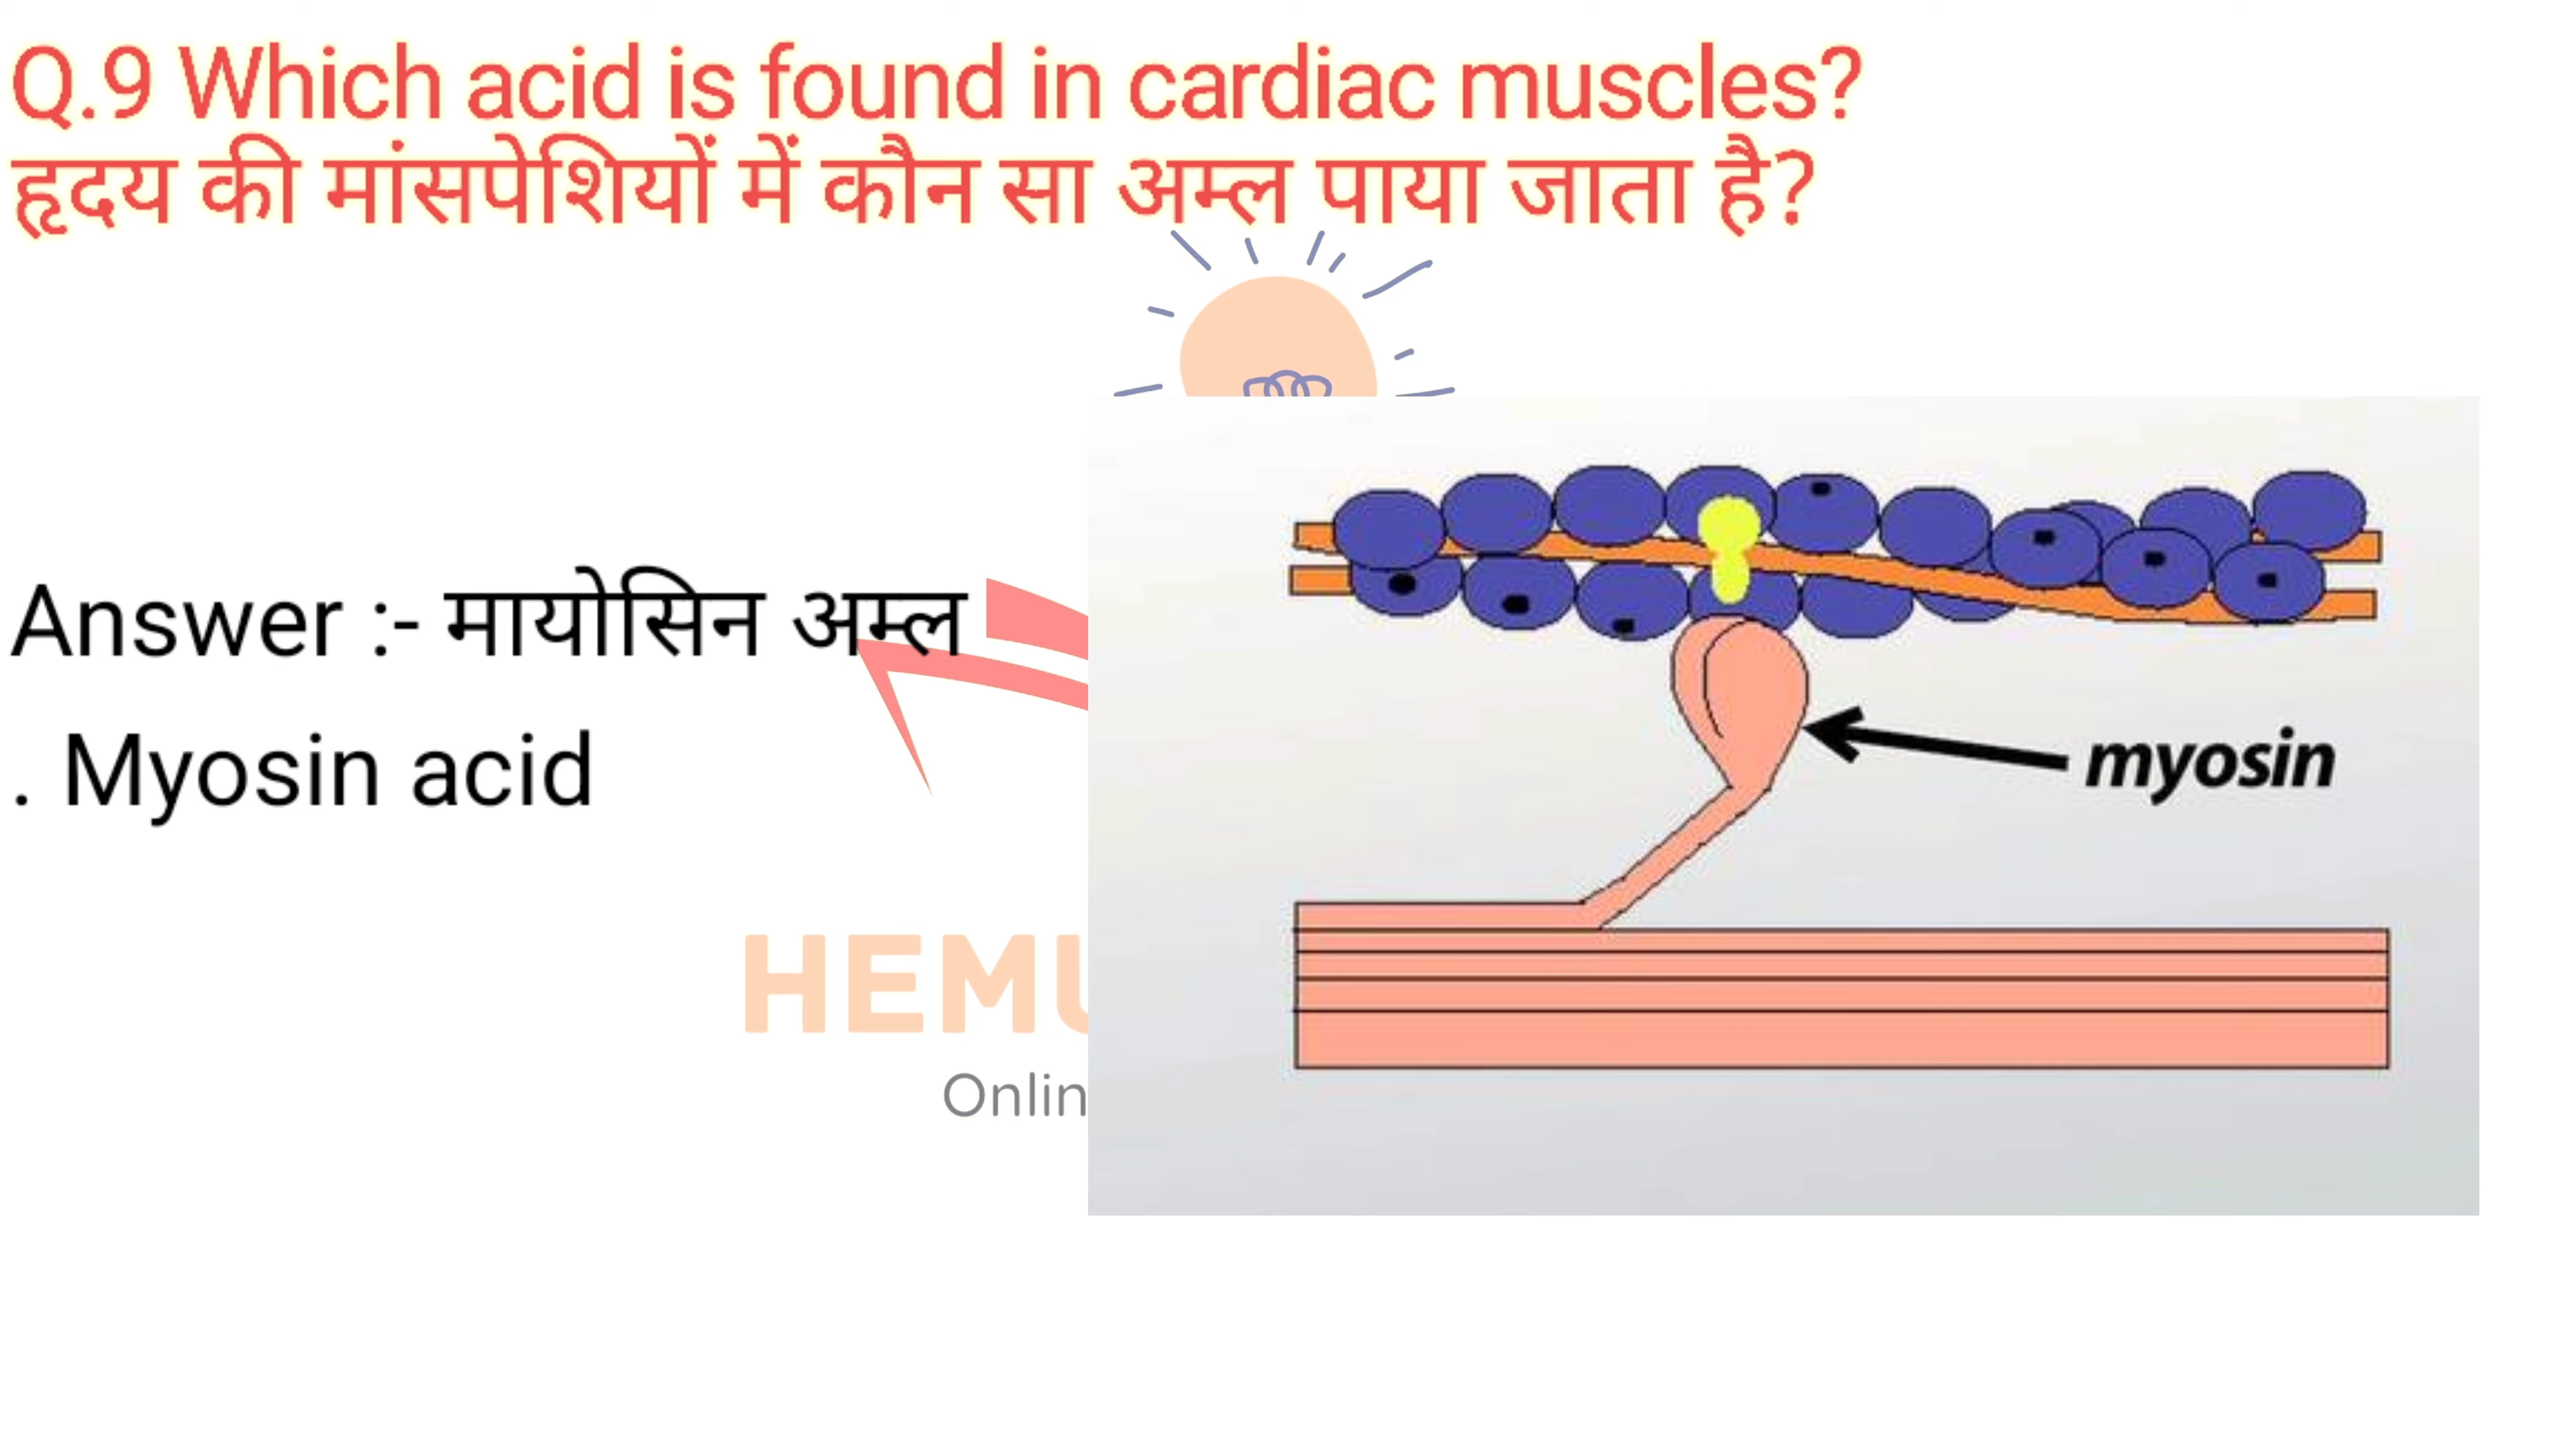 Q.9 Which acid is found in cardiac muscles?
हृदय की मांसपेशियों में कौन सा अम्ल पाया जाता है?
Answer :- मायोसिन अम्ल
. Myosin acid
myosin
HEMU
Onlin